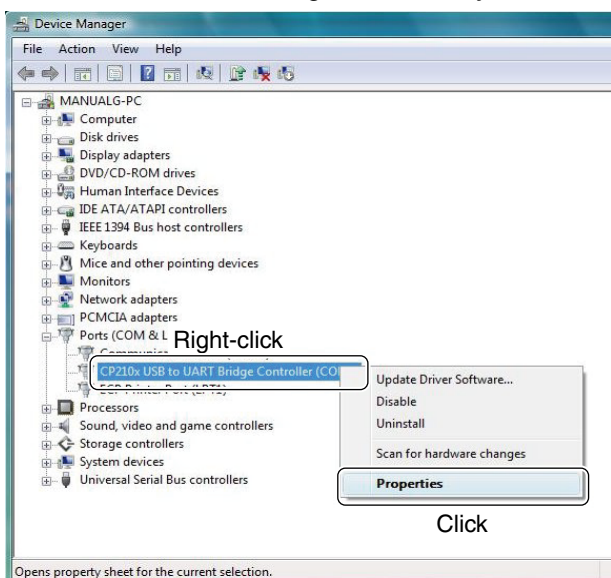 Device Manager
File Action View Help
MANUALG-PC
Computer
Disk drives
Display adapters
DVD/CD-ROM drives
Human Interface Devices
IDE ATA/ATAPI controllers
IEEE 1394 Bus host controllers
Keyboards
Mice and other pointing devices
Monitors
Network adapters
PCMCIA adapters
Ports (COM & L
Right-click
CP210x USB to UART Bridge Controller (CO
Processors
Sound, video and game controllers
Storage controllers
System devices
Universal Serial Bus controllers
Update Driver Software...
Disable
Uninstall
Scan for hardware changes
Properties
Click
Opens property sheet for the current selection.